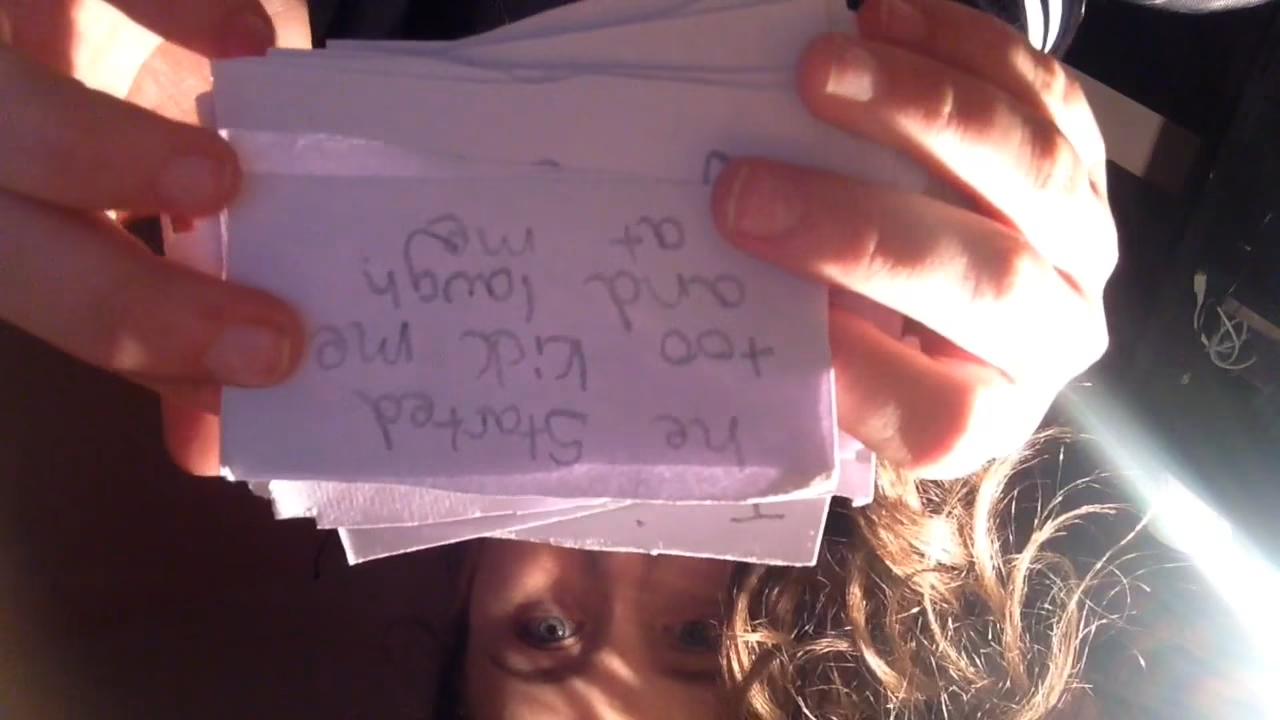 he started
too kick me
and laugh
at me
I